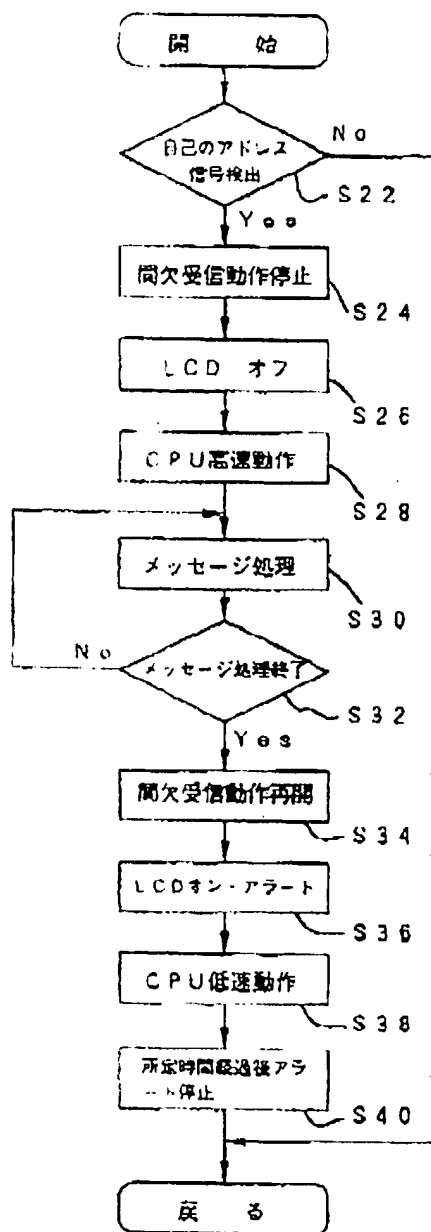 開 始
自己のアドレス
信号検出
No
S22
Yes
間欠受信動作停止
S24
LCD オフ
S26
CPU高速動作
S28
メッセージ処理
S30
No
メッセージ処理終了
S32
Yes
間欠受信動作再開
S34
LCDオン・アラート
S36
CPU低速動作
S38
所定時間経過後アラ
ート停止
S40
戻 る